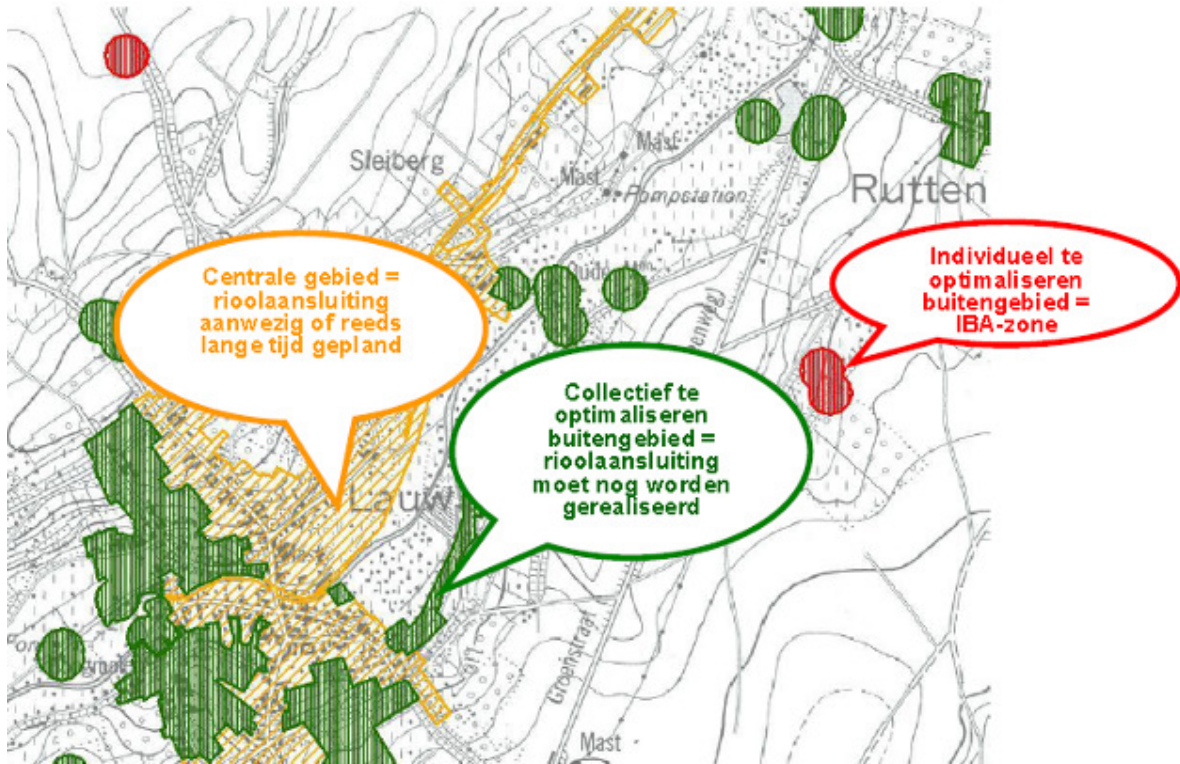 Sleiberg
Mast
Mast
Pompstation
Rutten
Centrale gebied =
rioolaansluiting
aanwezig of reeds
lange tijd gepland
Individueel te
optimaliseren
buitengebied =
IBA-zone
Collectief te
optimaliseren
buitengebied =
rioolaansluiting
moet nog worden
gerealiseerd
Groenstraat
Mast